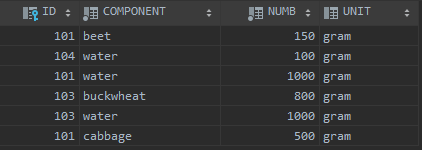 ID COMPONENT NUMB UNIT
101 beet 150 gram
104 water 100 gram
101 water 1000 gram
103 buckwheat 800 gram
103 water 1000 gram
101 cabbage 500 gram